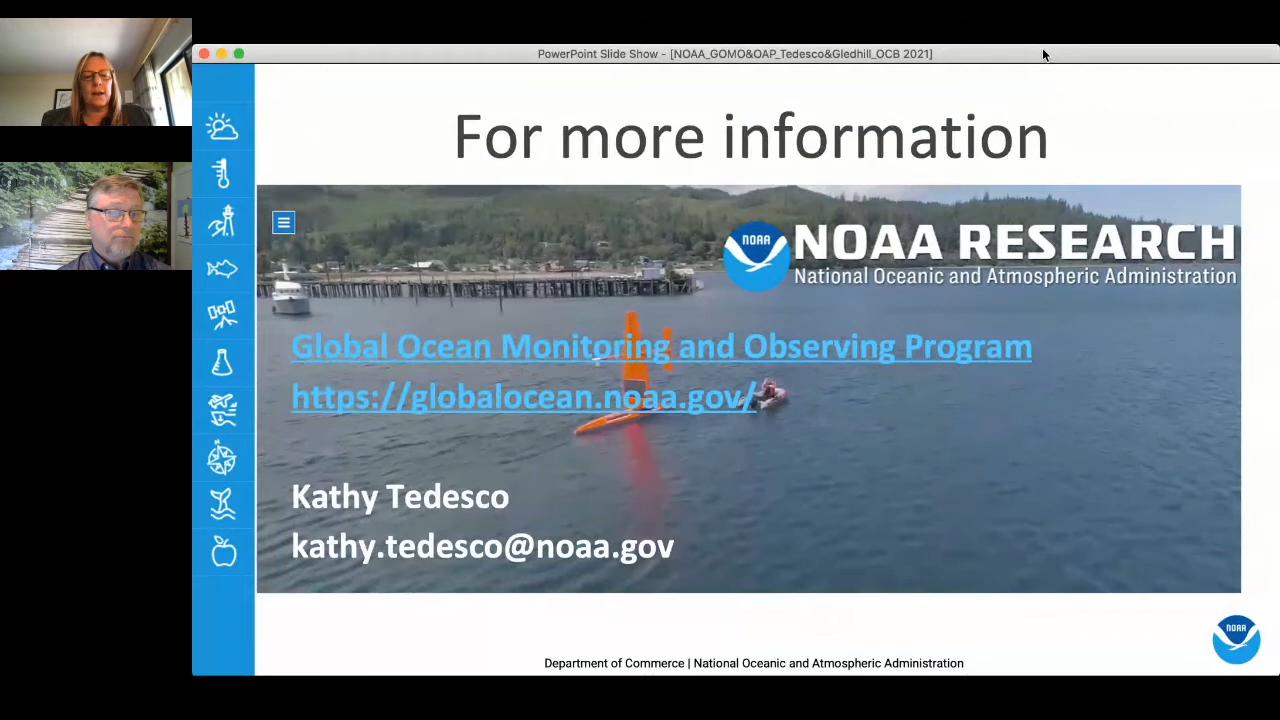 PowerPoint Slide Show - [NOAA_GOMO&OAP_Tedesco&Gledhill_OCB 2021]
For more information
NOAA
NOAA RESEARCH
National Oceanic and Atmospheric Administration
Global Ocean Monitoring and Observing Program
https://globalocean.noaa.gov/
Kathy Tedesco
kathy.tedesco@noaa.gov
NOAA
Department of Commerce | National Oceanic and Atmospheric Administration